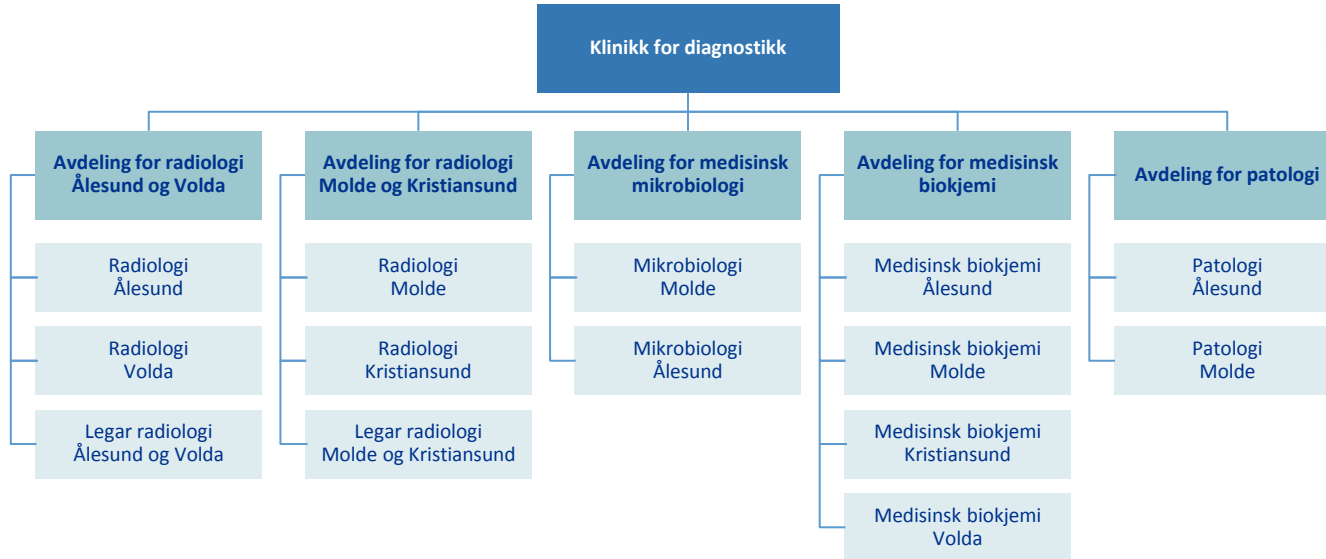 Klinikk for diagnostikk
Avdeling for radiologi
Ålesund og Volda
Radiologi
Ålesund
Radiologi
Volda
Legar radiologi
Ålesund og Volda
Avdeling for radiologi
Molde og Kristiansund
Radiologi
Molde
Radiologi
Kristiansund
Legar radiologi
Molde og Kristiansund
Avdeling for medisinsk
mikrobiologi
Mikrobiologi
Molde
Mikrobiologi
Ålesund
Avdeling for medisinsk
biokjemi
Medisinsk biokjemi
Ålesund
Medisinsk biokjemi
Molde
Medisinsk biokjemi
Kristiansund
Medisinsk biokjemi
Volda
Avdeling for patologi
Patologi
Ålesund
Patologi
Molde